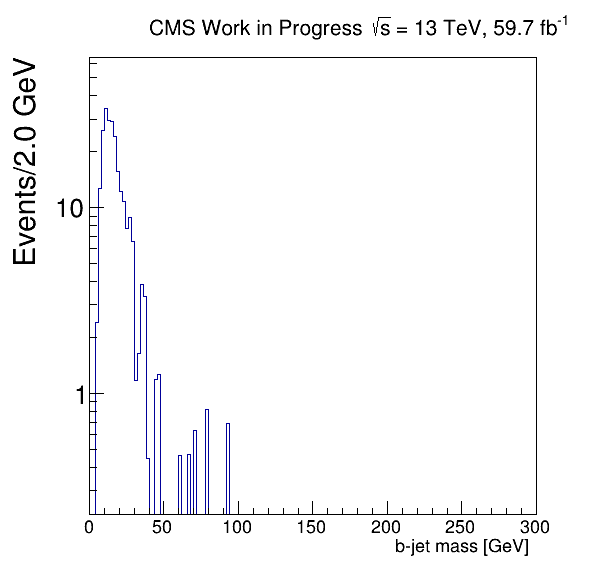 CMS Work in Progress √s = 13 TeV, 59.7 fb⁻¹
Events/2.0 GeV
10
1
0 50 100 150 200 250 300
b-jet mass [GeV]